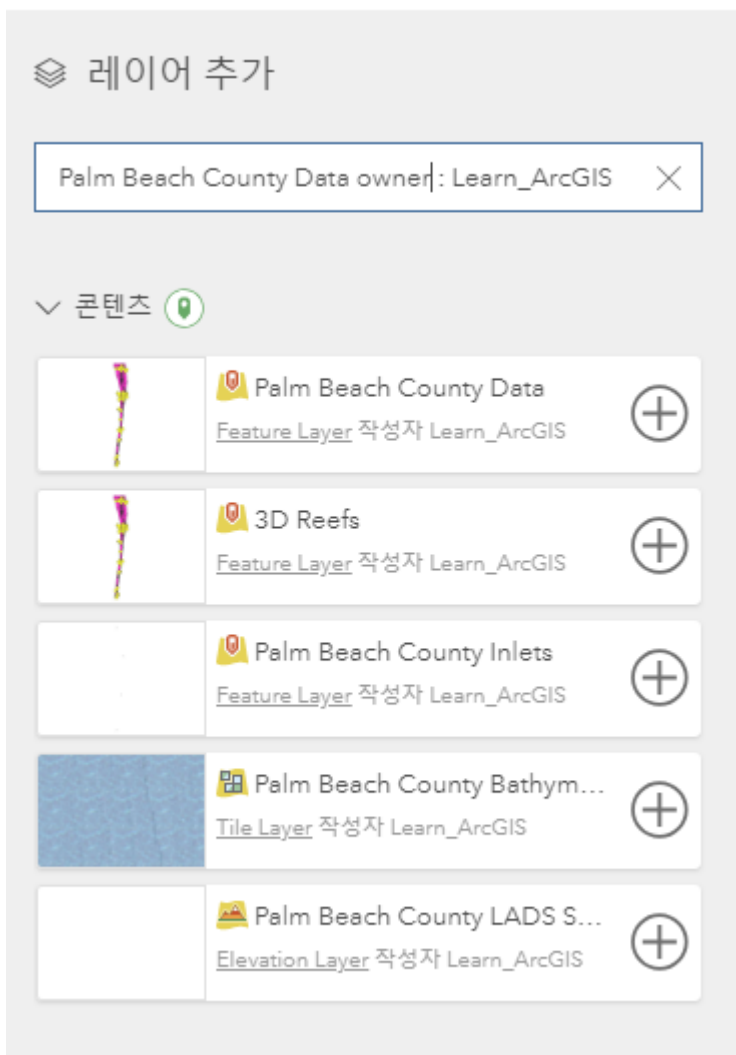 레이어 추가
Palm Beach County Data owner : Learn_ArcGIS
콘텐츠
Palm Beach County Data
Feature Layer 작성자 Learn_ArcGIS
3D Reefs
Feature Layer 작성자 Learn_ArcGIS
Palm Beach County Inlets
Feature Layer 작성자 Learn_ArcGIS
Palm Beach County Bathym...
Tile Layer 작성자 Learn_ArcGIS
Palm Beach County LADS S...
Elevation Layer 작성자 Learn_ArcGIS